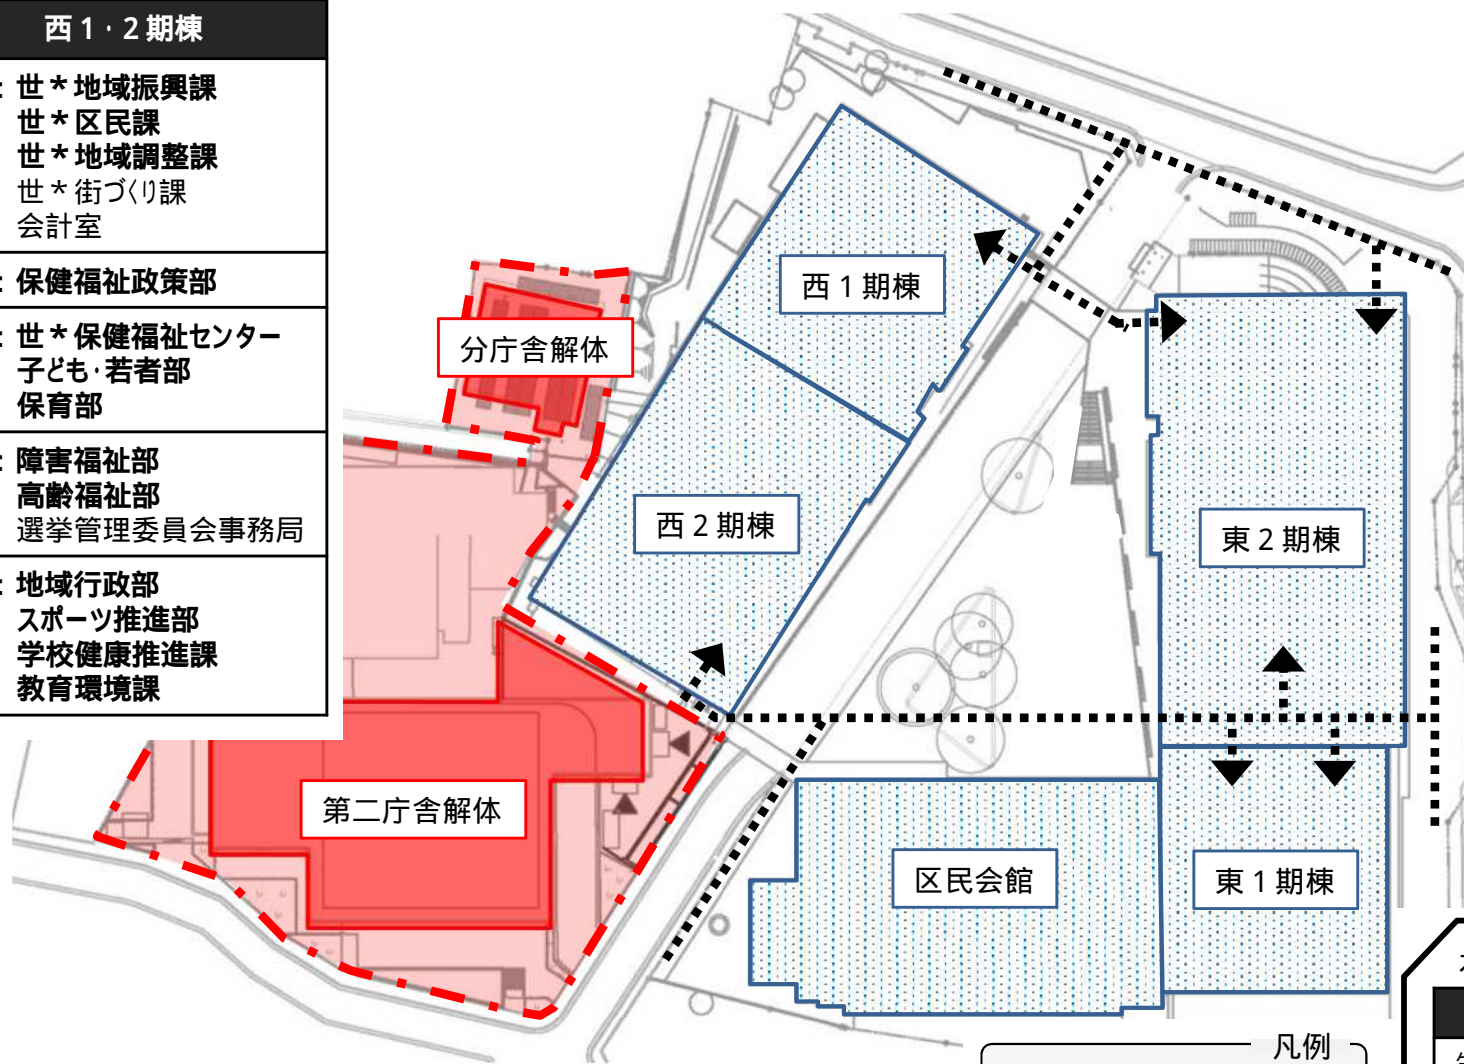 西1・2期棟
：世＊地域振興課
世＊区民課
世＊地域調整課
世＊街づくり課
会計室
：保健福祉政策部
：世＊保健福祉センター
子ども・若者部
保育部
：障害福祉部
高齢福祉部
選挙管理委員会事務局
：地域行政部
スポーツ推進部
学校健康推進課
教育環境課
西1期棟
分庁舎解体
西2期棟
東2期棟
第二庁舎解体
区民会館
東1期棟
凡例